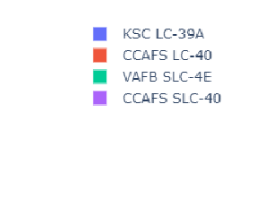 KSC LC-39A
CCAFS LC-40
VAFB SLC-4E
CCAFS SLC-40